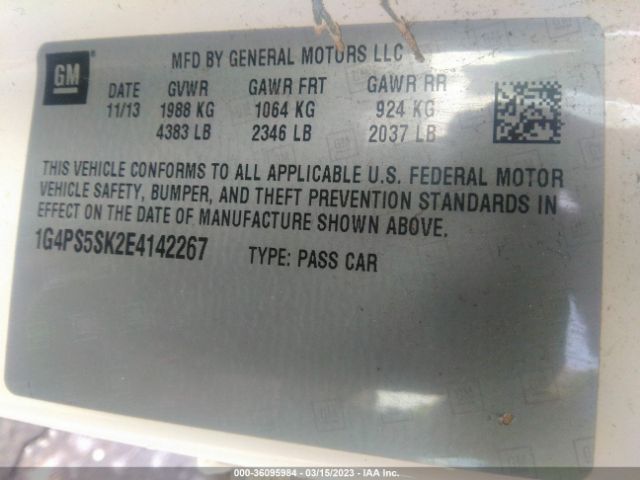 GM
MFD BY GENERAL MOTORS LLC
DATE GVWR GAWR FRT GAWR RR
11/13 1988 KG 1064 KG 924 KG
4383 LB 2346 LB 2037 LB
THIS VEHICLE CONFORMS TO ALL APPLICABLE U.S. FEDERAL MOTOR
VEHICLE SAFETY, BUMPER, AND THEFT PREVENTION STANDARDS IN
EFFECT ON THE DATE OF MANUFACTURE SHOWN ABOVE.
1G4PS5SK2E4142267 TYPE: PASS CAR
000-36095984 - 03/15/2023 - IAA Inc.